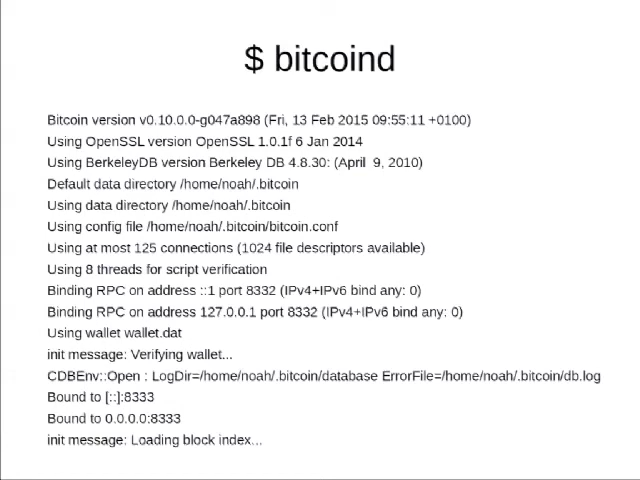 $ bitcoind
Bitcoin version v0.10.0.0-g047a898 (Fri, 13 Feb 2015 09:55:11 +0100)
Using OpenSSL version OpenSSL 1.0.1f 6 Jan 2014
Using BerkeleyDB version Berkeley DB 4.8.30: (April  9, 2010)
Default data directory /home/noah/.bitcoin
Using data directory /home/noah/.bitcoin
Using config file /home/noah/.bitcoin/bitcoin.conf
Using at most 125 connections (1024 file descriptors available)
Using 8 threads for script verification
Binding RPC on address ::1 port 8332 (IPv4+IPv6 bind any: 0)
Binding RPC on address 127.0.0.1 port 8332 (IPv4+IPv6 bind any: 0)
Using wallet wallet.dat
init message: Verifying wallet...
CDBEnv::Open : LogDir=/home/noah/.bitcoin/database ErrorFile=/home/noah/.bitcoin/db.log
Bound to [::]:8333
Bound to 0.0.0.0:8333
init message: Loading block index...